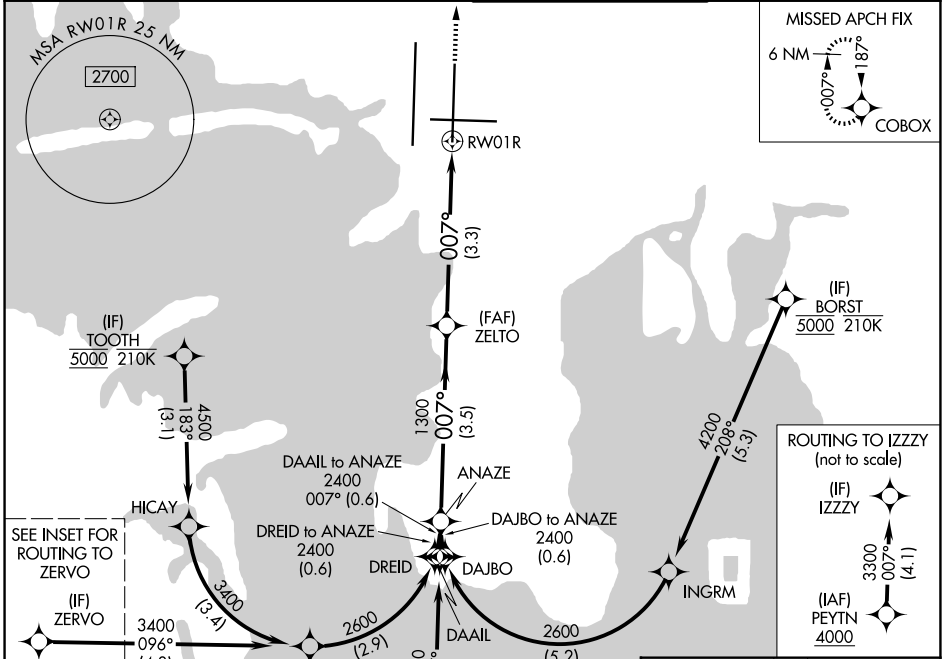 MSA RW01R 25 NM
2700
MISSED APCH FIX
6 NM
187°
007°
COBOX
RW01R
007°
(3.3)
(IF)
TOOTH
5000 210K
(FAF)
ZELTO
(IF)
BORST
5000 210K
4500
183°
(3.1)
1300
007°
(3.5)
4200
208°
(5.3)
ROUTING TO IZZZY
(not to scale)
(IF)
IZZZY
3300
007°
(4.1)
(IAF)
PEYTN
4000
DAAIL to ANAZE
2400
007° (0.6)
ANAZE
HICAY
DREID to ANAZE
2400
(0.6)
DAJBO to ANAZE
2400
(0.6)
DREID
DAJBO
INGRM
SEE INSET FOR
ROUTING TO
ZERVO
(IF)
ZERVO
3400
(3.4)
3400
096°
2600
(2.9)
DAAIL
2600
(5.2)